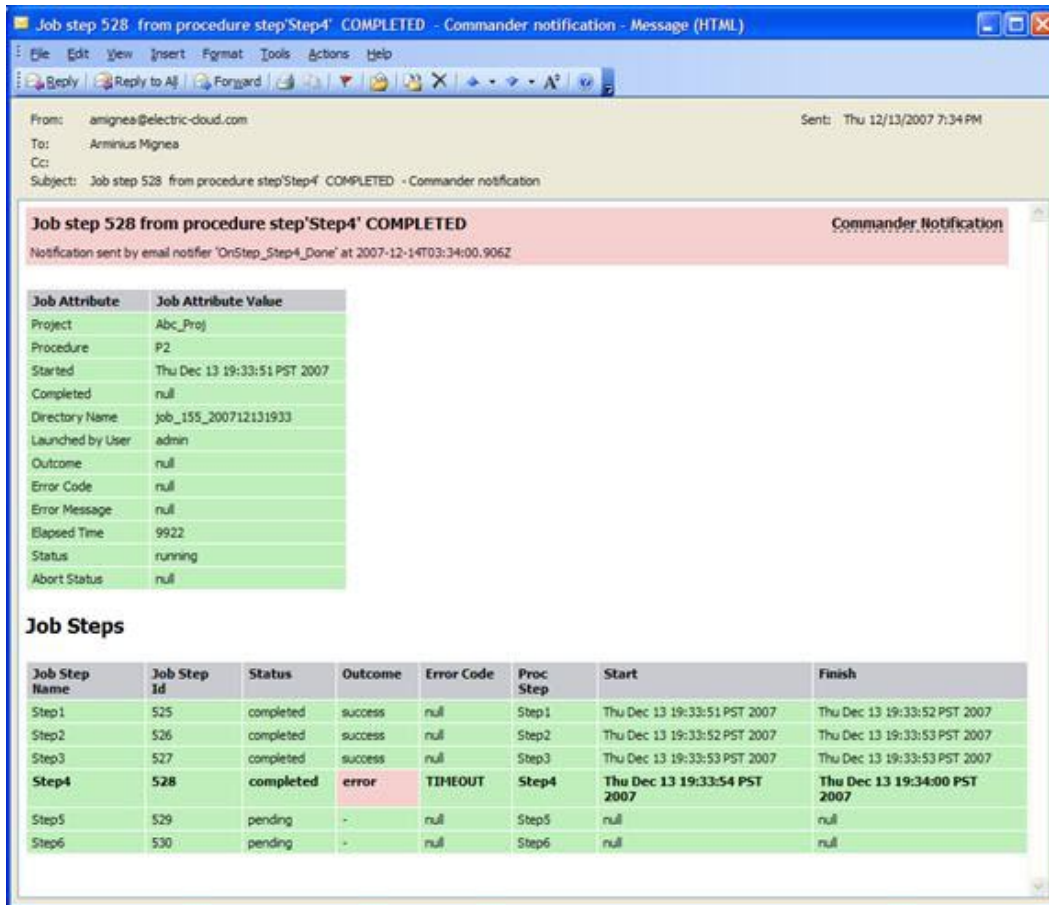 Job step 528 from procedure step'Step4' COMPLETED - Commander notification - Message (HTML)
File Edit View Insert Format Tools Actions Help
Reply Reply to All Forward
From: amignea@electric-cloud.com Sent: Thu 12/13/2007 7:34 PM
To: Arminius Mignea
Cc:
Subject: Job step 528 from procedure step'Step4' COMPLETED - Commander notification
Job step 528 from procedure step'Step4' COMPLETED Commander Notification
Notification sent by email notifier 'OnStep_Step4_Done' at 2007-12-14T03:34:00.906Z
Job Attribute Job Attribute Value
Project Abc_Proj
Procedure P2
Started Thu Dec 13 19:33:51 PST 2007
Completed null
Directory Name job_155_200712131933
Launched by User admin
Outcome null
Error Code null
Error Message null
Elapsed Time 9922
Status running
Abort Status null
Job Steps
Job Step Name Job Step Id Status Outcome Error Code Proc Step Start Finish
Step1 525 completed success null Step1 Thu Dec 13 19:33:51 PST 2007 Thu Dec 13 19:33:52 PST 2007
Step2 526 completed success null Step2 Thu Dec 13 19:33:52 PST 2007 Thu Dec 13 19:33:53 PST 2007
Step3 527 completed success null Step3 Thu Dec 13 19:33:53 PST 2007 Thu Dec 13 19:33:53 PST 2007
Step4 528 completed error TIMEOUT Step4 Thu Dec 13 19:33:54 PST 2007 Thu Dec 13 19:34:00 PST 2007
Step5 529 pending - null Step5 null null
Step6 530 pending - null Step6 null null